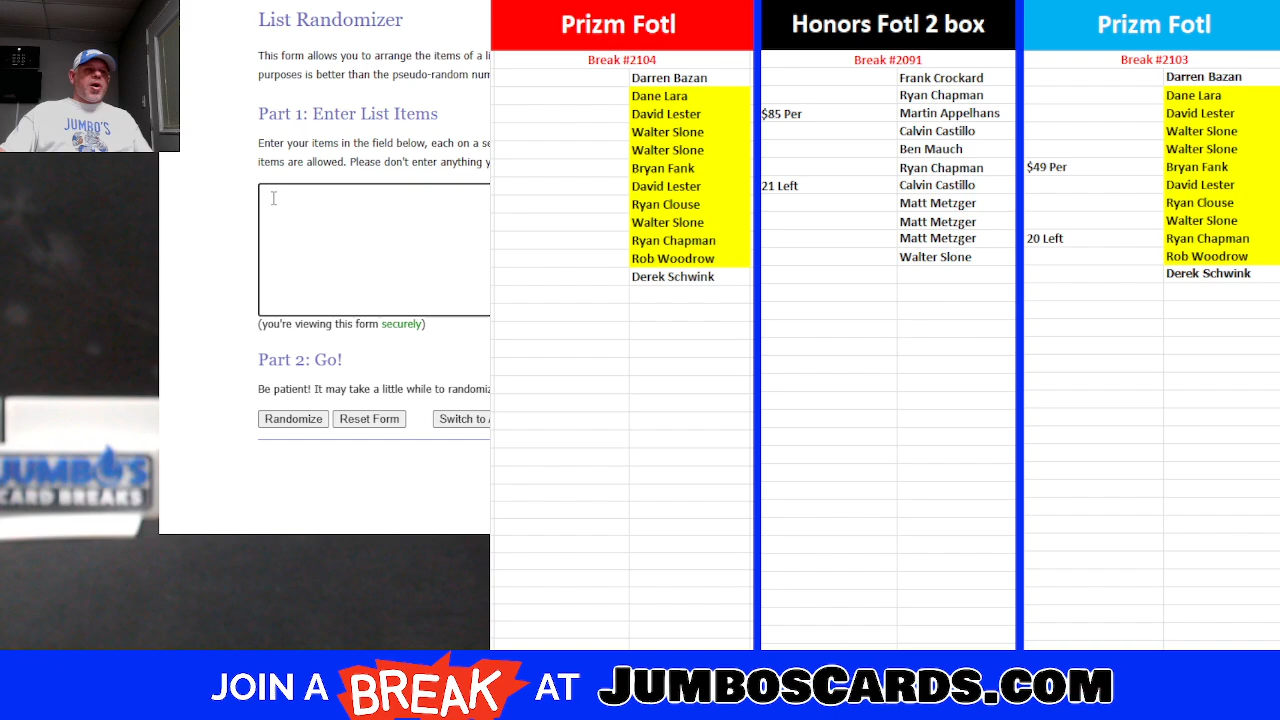 JUMBO'S
JUMBO'S
CARD BREAKS
List Randomizer
This form allows you to arrange the items of a li
purposes is better than the pseudo-random num
Part 1: Enter List Items
Enter your items in the field below, each on a se
items are allowed. Please don't enter anything y
(you're viewing this form securely)
Part 2: Go!
Be patient! It may take a little while to randomiz
Randomize Reset Form Switch to A
Prizm Fotl
Break #2104
Darren Bazan
Dane Lara
David Lester
Walter Slone
Walter Slone
Bryan Fank
David Lester
Ryan Clouse
Walter Slone
Ryan Chapman
Rob Woodrow
Derek Schwink
Honors Fotl 2 box
Break #2091
Frank Crockard
Ryan Chapman
$85 Per Martin Appelhans
Calvin Castillo
Ben Mauch
Ryan Chapman
21 Left Calvin Castillo
Matt Metzger
Matt Metzger
Matt Metzger
Walter Slone
Prizm Fotl
Break #2103
Darren Bazan
Dane Lara
David Lester
Walter Slone
Walter Slone
$49 Per Bryan Fank
David Lester
Ryan Clouse
Walter Slone
20 Left Ryan Chapman
Rob Woodrow
Derek Schwink
JOIN A BREAK AT JUMBOSCARDS.COM